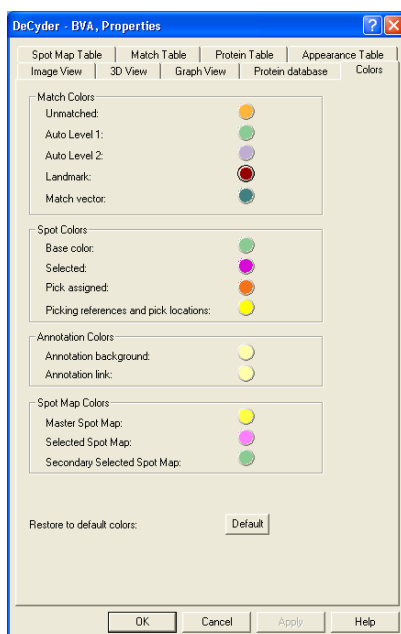 DeCyder - BVA, Properties
Spot Map Table Match Table Protein Table Appearance Table
Image View 3D View Graph View Protein database Colors
Match Colors
Unmatched:
Auto Level 1:
Auto Level 2:
Landmark:
Match vector:
Spot Colors
Base color:
Selected:
Pick assigned:
Picking references and pick locations:
Annotation Colors
Annotation background:
Annotation link:
Spot Map Colors
Master Spot Map:
Selected Spot Map:
Secondary Selected Spot Map:
Restore to default colors: Default
OK Cancel Apply Help